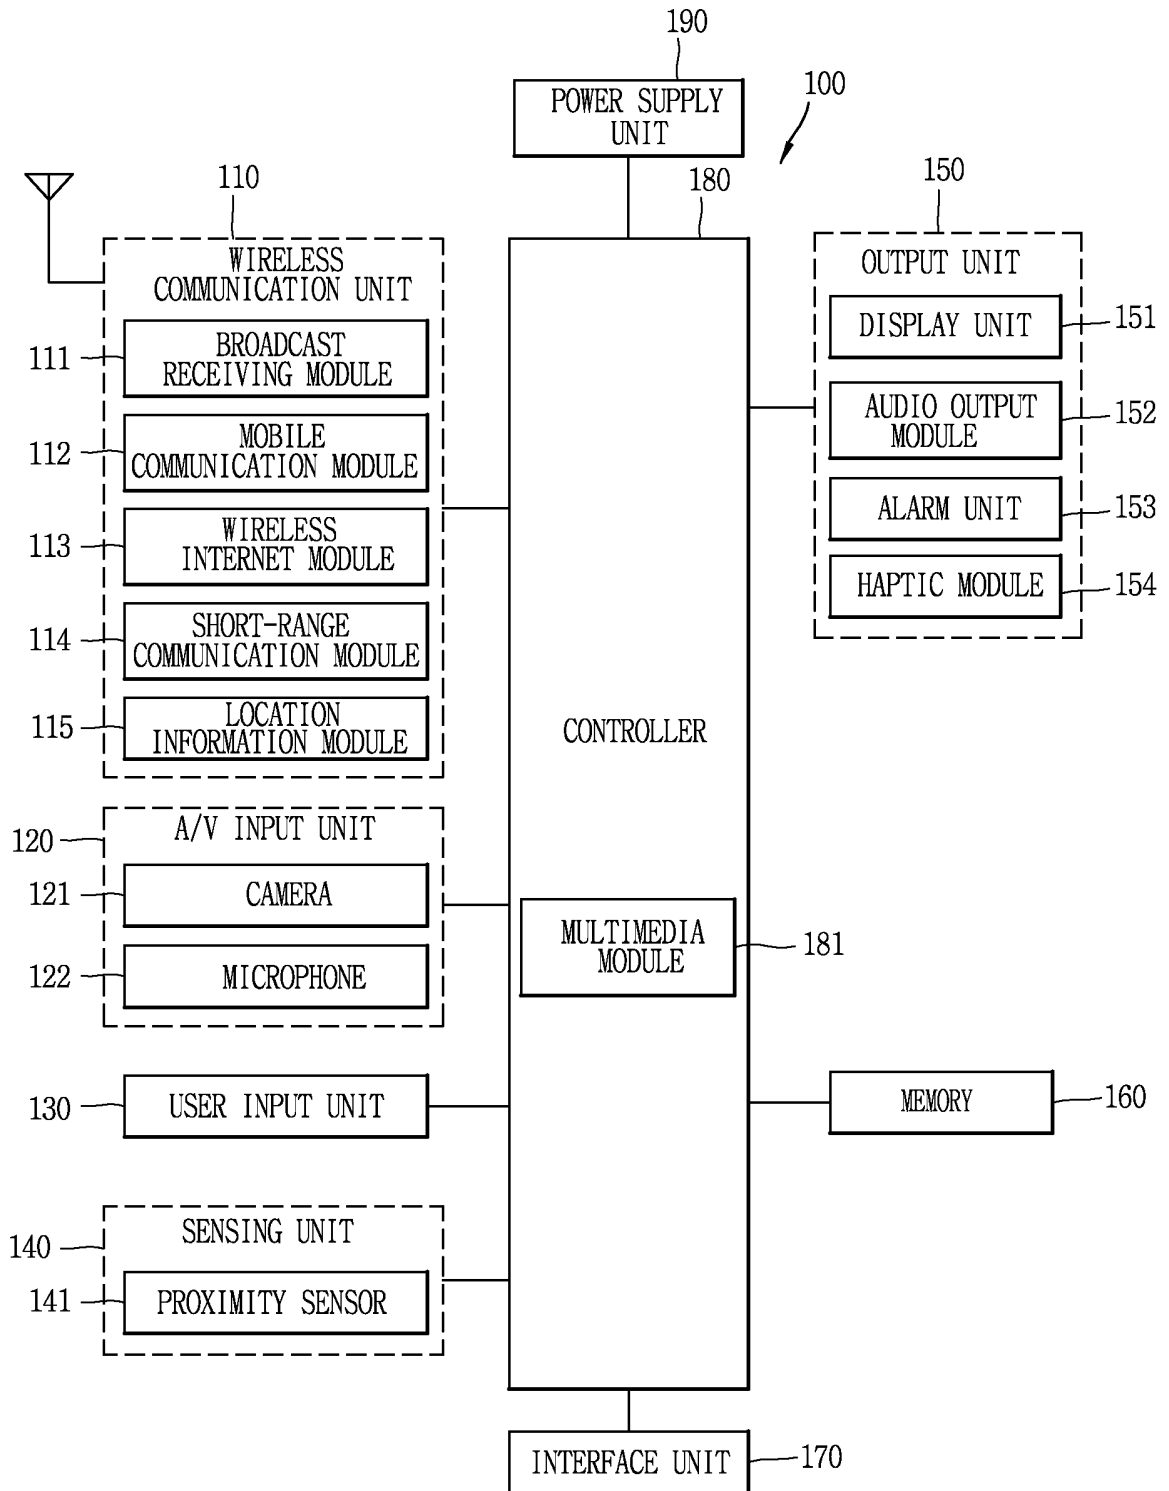 190
POWER SUPPLY
UNIT
100
180
110
WIRELESS
COMMUNICATION UNIT
111
BROADCAST
RECEIVING MODULE
112
MOBILE
COMMUNICATION MODULE
113
WIRELESS
INTERNET MODULE
114
SHORT-RANGE
COMMUNICATION MODULE
115
LOCATION
INFORMATION MODULE
120
A/V INPUT UNIT
121
CAMERA
122
MICROPHONE
130
USER INPUT UNIT
140
SENSING UNIT
141
PROXIMITY SENSOR
CONTROLLER
MULTIMEDIA
MODULE
181
150
OUTPUT UNIT
DISPLAY UNIT
151
AUDIO OUTPUT
MODULE
152
ALARM UNIT
153
HAPTIC MODULE
154
MEMORY
160
INTERFACE UNIT
170